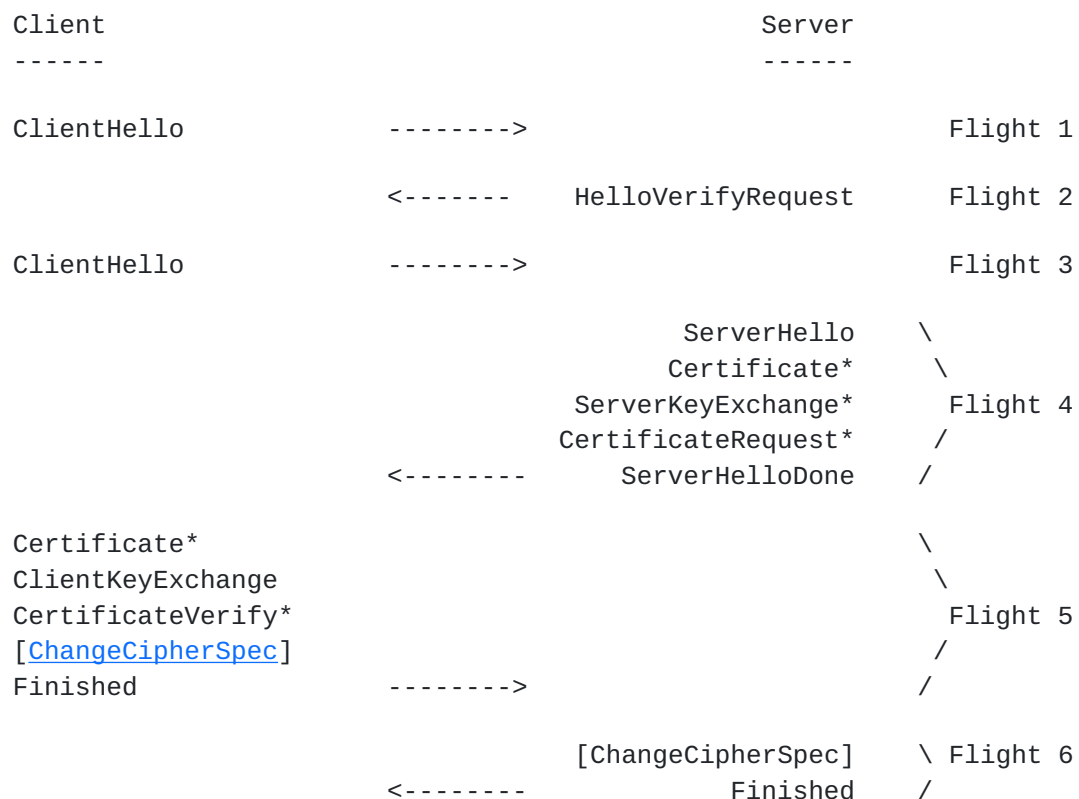 Client                                          Server
------                                          ------

ClientHello             -------->                           Flight 1

                        <-------    HelloVerifyRequest      Flight 2

ClientHello             -------->                           Flight 3

                                           ServerHello    \
                                          Certificate*     \
                                    ServerKeyExchange*      Flight 4
                                   CertificateRequest*     /
                        <--------      ServerHelloDone    /

Certificate*                                              \
ClientKeyExchange                                          \
CertificateVerify*                                          Flight 5
[ChangeCipherSpec]                                         /
Finished                -------->                         /

                                    [ChangeCipherSpec]    \ Flight 6
                        <--------             Finished    /